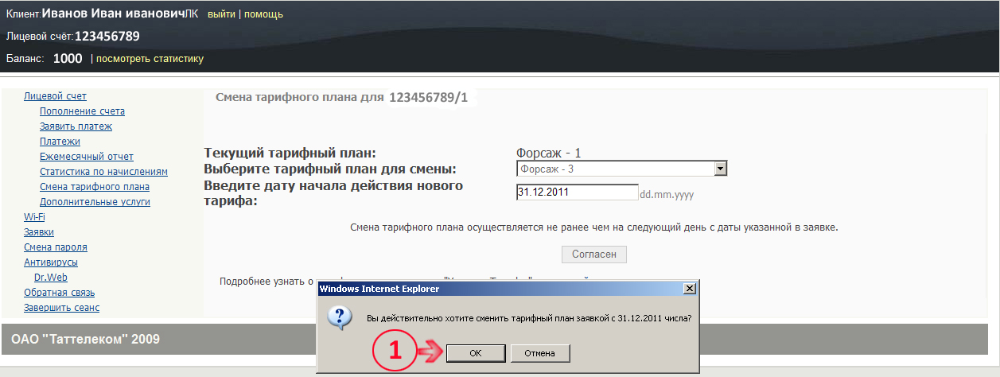 Клиент:Иванов Иван ивановичЛК выйти | помощь
Лицевой счёт:123456789
Баланс: 1000 | посмотреть статистику
Лицевой счет
Пополнение счета
Заявить платеж
Платежи
Ежемесячный отчет
Статистика по начислениям
Смена тарифного плана
Дополнительные услуги
Wi-Fi
Заявки
Смена пароля
Антивирусы
Dr.Web
Обратная связь
Завершить сеанс
Смена тарифного плана для 123456789/1
Текущий тарифный план: Форсаж - 1
Выберите тарифный план для смены: Форсаж - 3
Введите дату начала действия нового
тарифа: 31.12.2011 dd.mm.yyyy
Смена тарифного плана осуществляется не ранее чем на следующий день с даты указанной в заявке.
Согласен
Подробнее узнать о
Windows Internet Explorer
Вы действительно хотите сменить тарифный план заявкой с 31.12.2011 числа?
1
OK Отмена
ОАО "Таттелеком" 2009